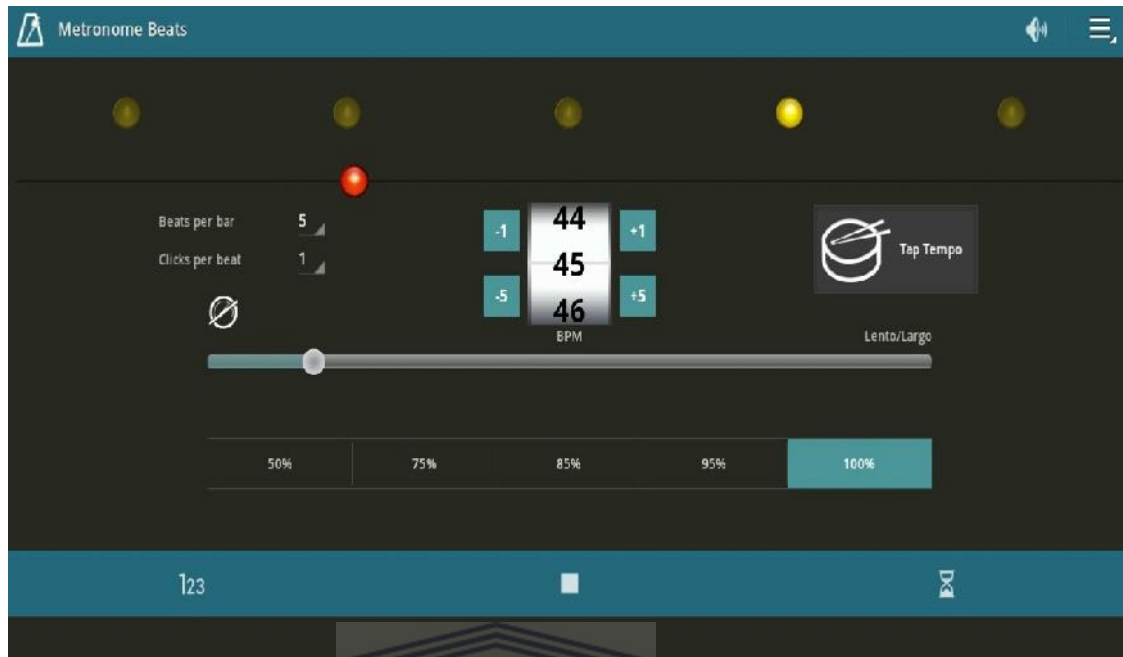 Metronome Beats
Beats per bar 5
Clicks per beat 1
-1 44 +1
45
-5 46 +5
BPM
Tap Tempo
Lento/Largo
50% 75% 85% 95% 100%
123